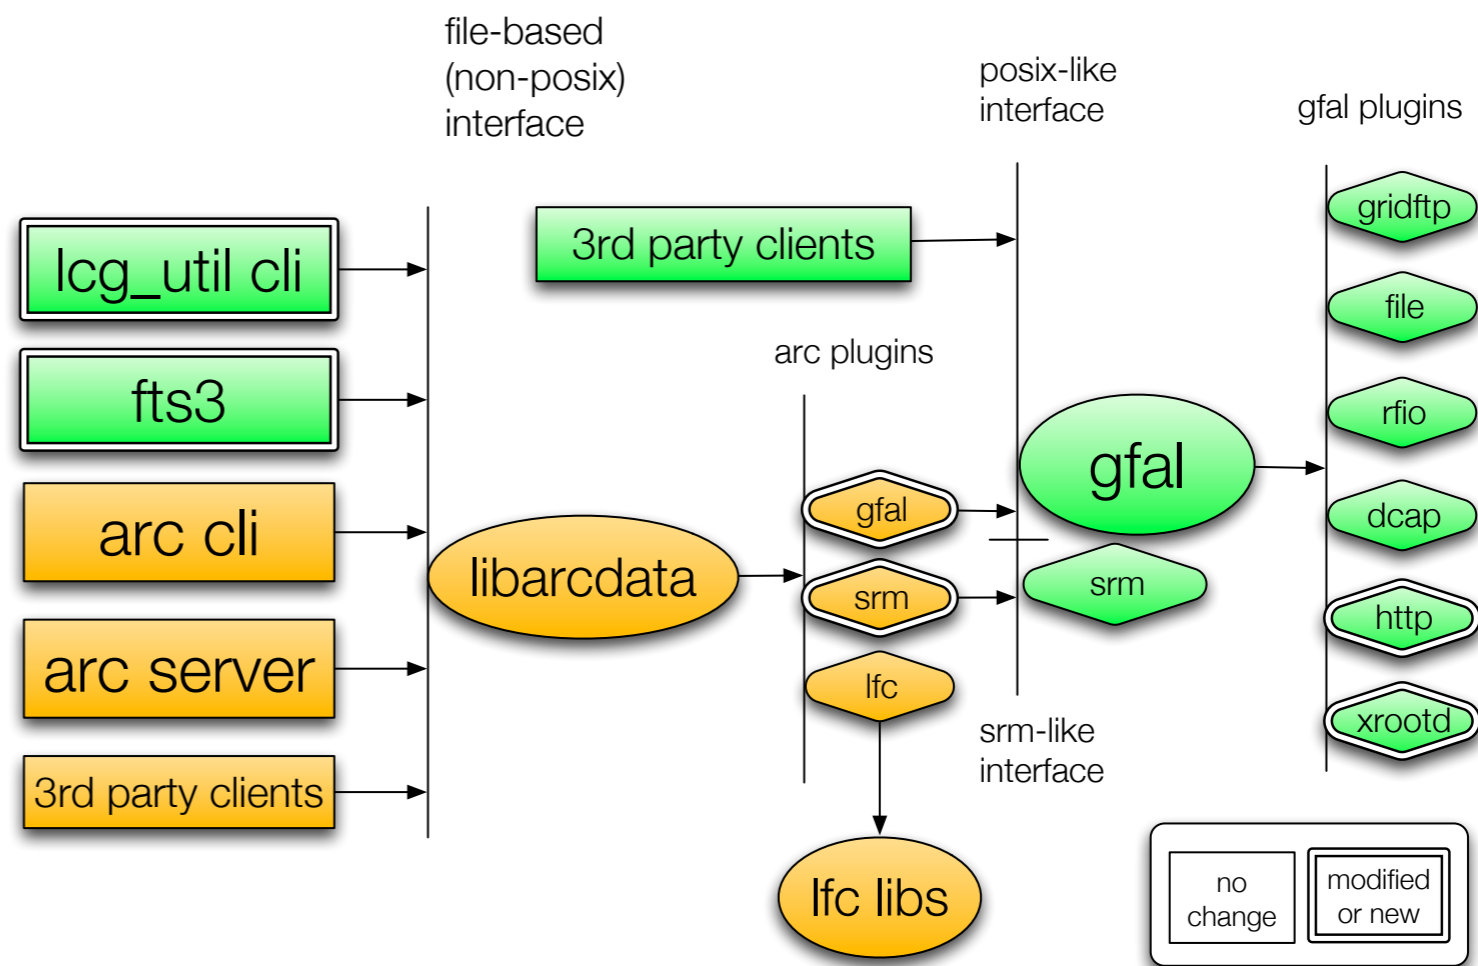 file-based
(non-posix)
interface
posix-like
interface
gfal plugins
lcg_util cli
fts3
arc cli
arc server
3rd party clients
libarcdata
3rd party clients
arc plugins
gfal
srm
lfc
lfc libs
gfal
srm
srm-like
interface
gridftp
file
rfio
dcap
http
xrootd
no
change
modified
or new